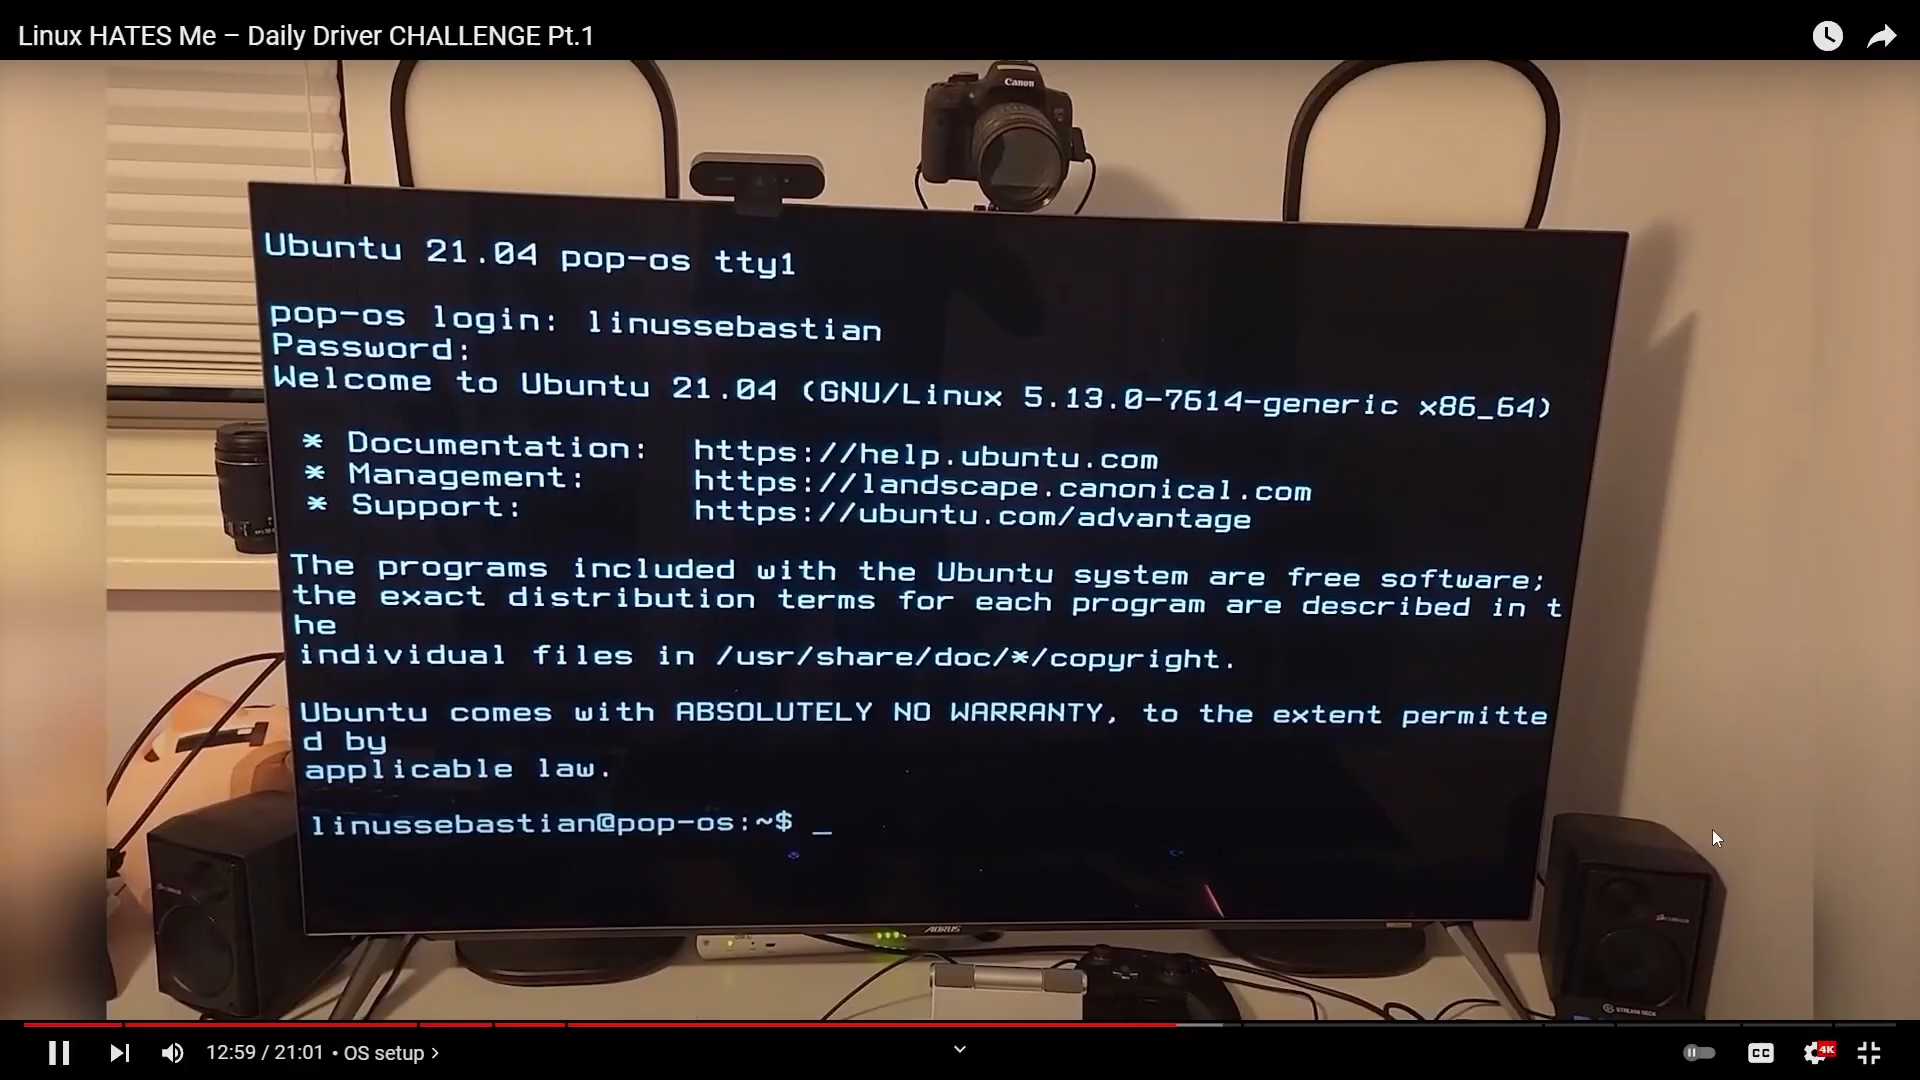 Linux HATES Me – Daily Driver CHALLENGE Pt.1
Canon
Ubuntu 21.04 pop-os tty1
pop-os login: linussebastian
Password:
Welcome to Ubuntu 21.04 (GNU/Linux 5.13.0-7614-generic x86_64)
* Documentation: https://help.ubuntu.com
* Management: https://landscape.canonical.com
* Support: https://ubuntu.com/advantage
The programs included with the Ubuntu system are free software;
the exact distribution terms for each program are described in t
he
individual files in /usr/share/doc/*/copyright.
Ubuntu comes with ABSOLUTELY NO WARRANTY, to the extent permitte
d by
applicable law.
linussebastian@pop-os:~$ _
AORUS
CORSAIR
STREAM DECK
12:59 / 21:01 • OS setup >
CC
4K